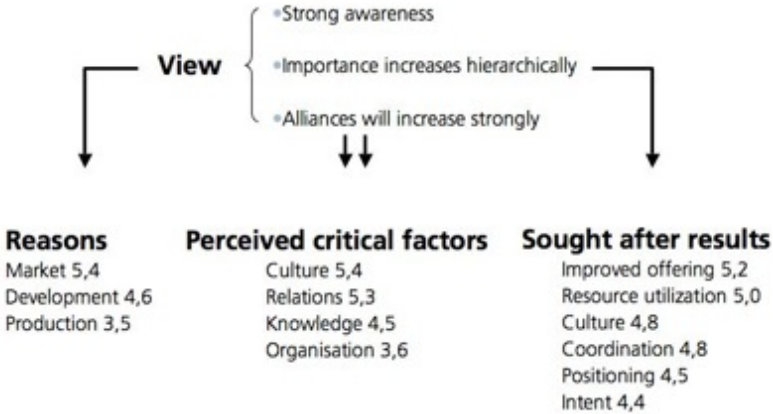 •Strong awareness
View
•Importance increases hierarchically
•Alliances will increase strongly
Reasons
Market 5,4
Development 4,6
Production 3,5
Perceived critical factors
Culture 5,4
Relations 5,3
Knowledge 4,5
Organisation 3,6
Sought after results
Improved offering 5,2
Resource utilization 5,0
Culture 4,8
Coordination 4,8
Positioning 4,5
Intent 4,4